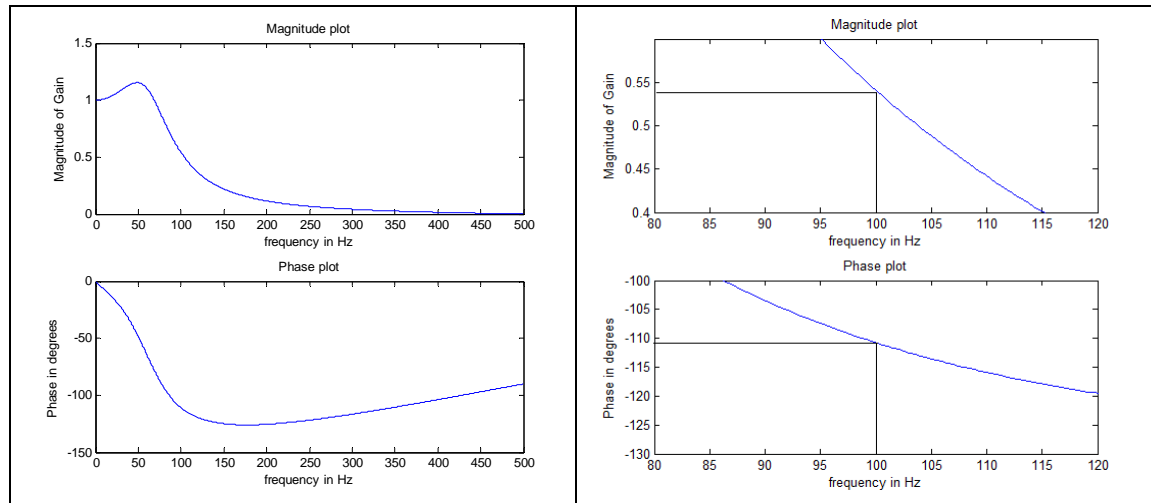 Magnitude plot
1.5
1
0.5
0
Magnitude of Gain
0 50 100 150 200 250 300 350 400 450 500
frequency in Hz
Phase plot
0
-50
-100
-150
Phase in degrees
0 50 100 150 200 250 300 350 400 450 500
frequency in Hz
Magnitude plot
0.55
0.5
0.45
0.4
Magnitude of Gain
80 85 90 95 100 105 110 115 120
frequency in Hz
Phase plot
-100
-105
-110
-115
-120
-125
-130
Phase in degrees
80 85 90 95 100 105 110 115 120
frequency in Hz